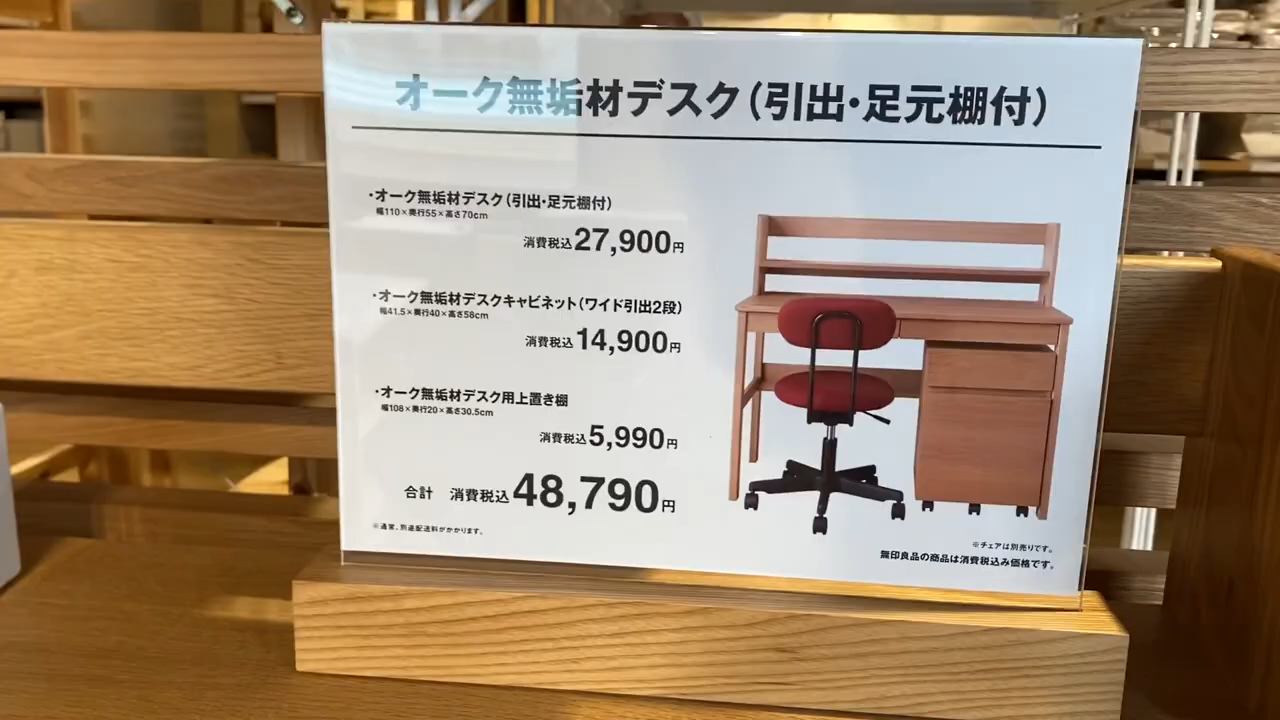 オーク無垢材デスク(引出・足元棚付)
・オーク無垢材デスク(引出・足元棚付)
幅110×奥行55×高さ70cm
消費税込27,900円
・オーク無垢材デスクキャビネット(ワイド引出2段)
幅41.5×奥行40×高さ58cm
消費税込14,900円
・オーク無垢材デスク用上置き棚
幅108×奥行20×高さ30.5cm
消費税込5,990円
合計 消費税込48,790円
※通常、別途配送料がかかります。
※チェアは別売りです。
無印良品の商品は消費税込み価格です。